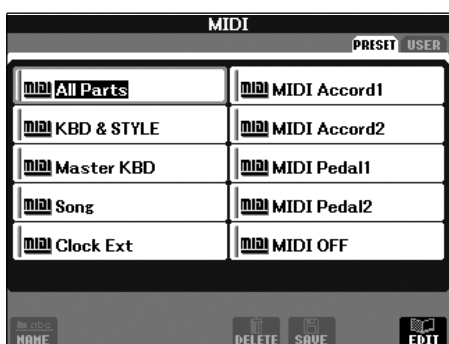 MIDI
PRESET USER
MIDI All Parts
MIDI MIDI Accord1
MIDI KBD & STYLE
MIDI MIDI Accord2
MIDI Master KBD
MIDI MIDI Pedal1
MIDI Song
MIDI MIDI Pedal2
MIDI Clock Ext
MIDI MIDI OFF
abc
NAME DELETE SAVE EDIT